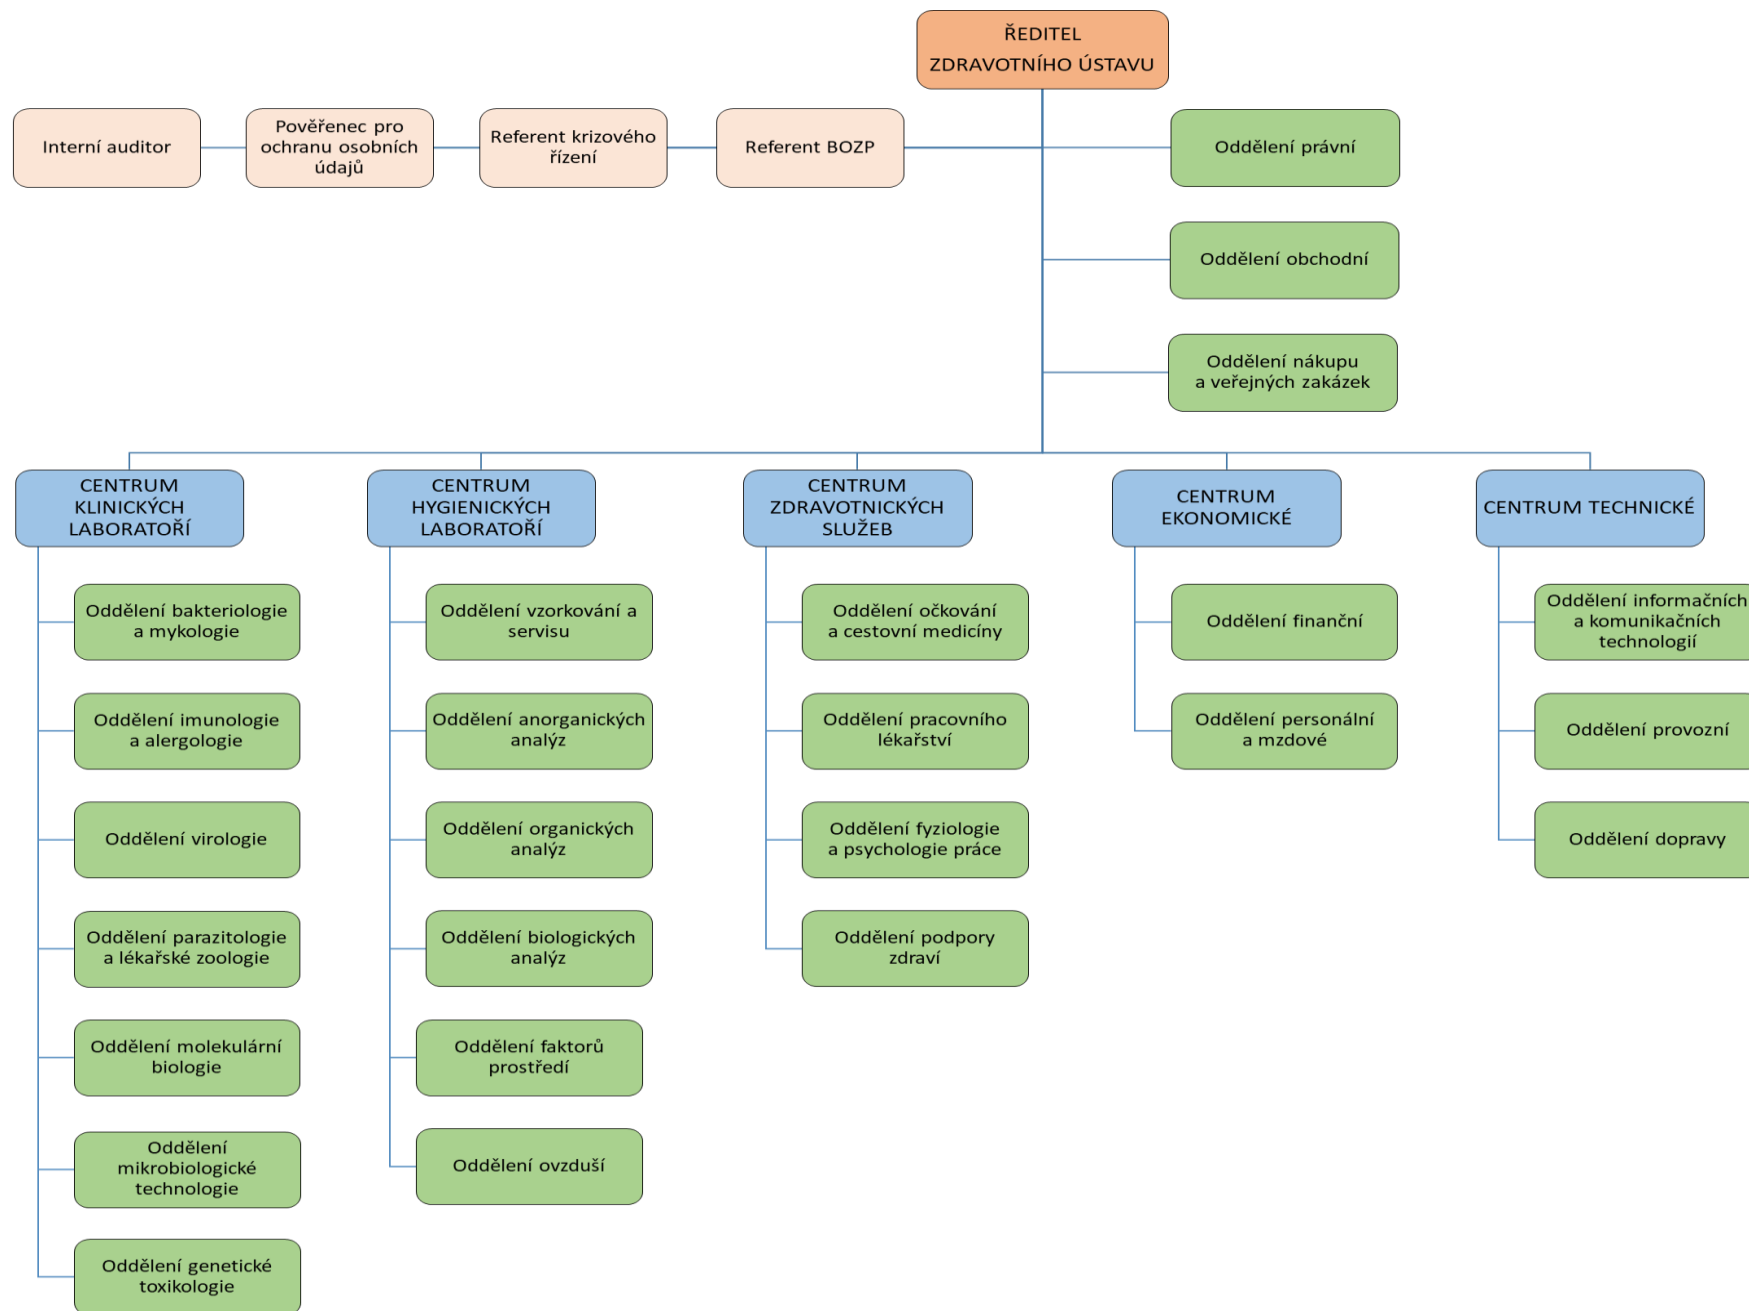 ŘEDITEL
ZDRAVOTNÍHO ÚSTAVU
Interní auditor
Pověřenec pro
ochranu osobních
údajů
Referent krizového
řízení
Referent BOZP
Oddělení právní
Oddělení obchodní
Oddělení nákupu
a veřejných zakázek
CENTRUM
KLINICKÝCH
LABORATOŘÍ
Oddělení bakteriologie
a mykologie
Oddělení imunologie
a alergologie
Oddělení virologie
Oddělení parazitologie
a lékařské zoologie
Oddělení molekulární
biologie
Oddělení
mikrobiologické
technologie
Oddělení genetické
toxikologie
CENTRUM
HYGIENICKÝCH
LABORATOŘÍ
Oddělení vzorkování a
servisu
Oddělení anorganických
analýz
Oddělení organických
analýz
Oddělení biologických
analýz
Oddělení faktorů
prostředí
Oddělení ovzduší
CENTRUM
ZDRAVOTNICKÝCH
SLUŽEB
Oddělení očkování
a cestovní medicíny
Oddělení pracovního
lékařství
Oddělení fyziologie
a psychologie práce
Oddělení podpory
zdraví
CENTRUM
EKONOMICKÉ
Oddělení finanční
Oddělení personální
a mzdové
CENTRUM TECHNICKÉ
Oddělení informačních
a komunikačních
technologií
Oddělení provozní
Oddělení dopravy